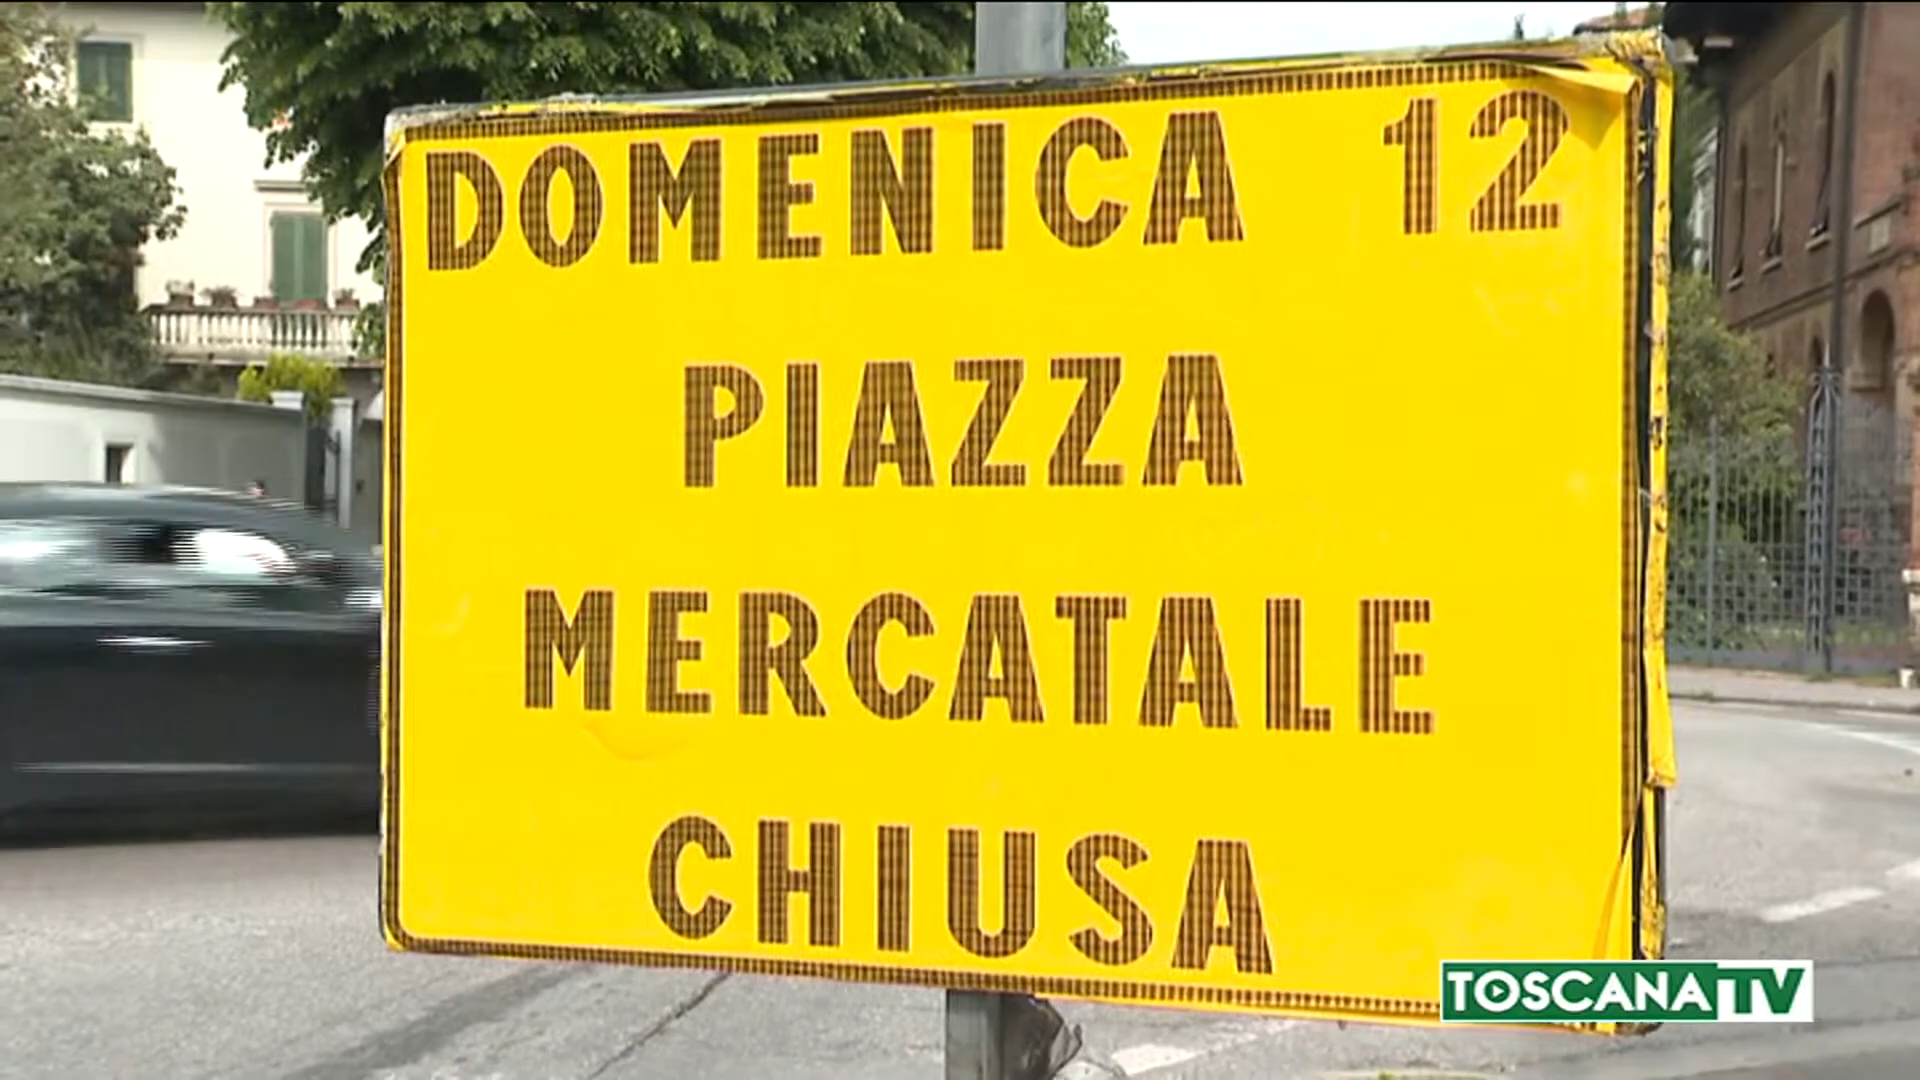 DOMENICA 12
PIAZZA
MERCATALE
CHIUSA
TOSCANA TV